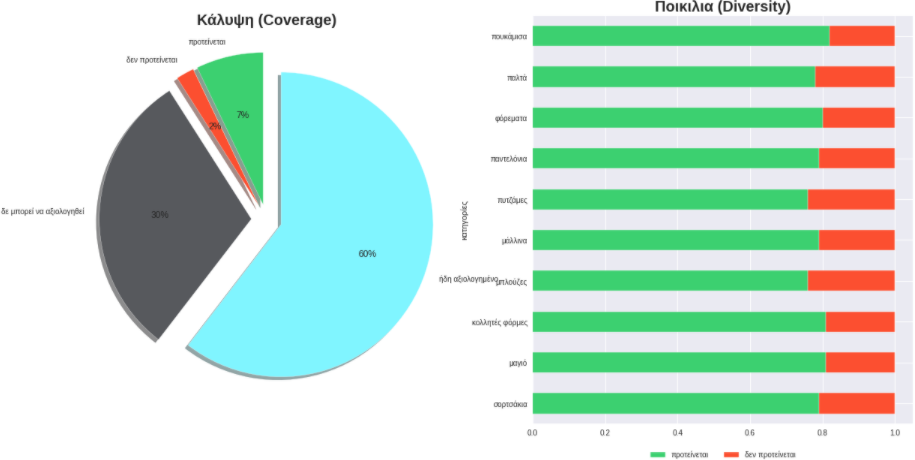 Κάλυψη (Coverage)
προτείνεται
δεν προτείνεται
7%
2%
δε μπορεί να αξιολογηθεί
30%
60%
ήδη αξιολογημένο
Ποικιλια (Diversity)
κατηγορίες
πουκάμισα
παλτά
φόρεματα
παντελόνια
πυτζάμες
μάλλινα
μπλούζες
κολλητές φόρμες
μαγιό
σορτσάκια
0.0 0.2 0.4 0.6 0.8 1.0
προτείνεται δεν προτείνεται